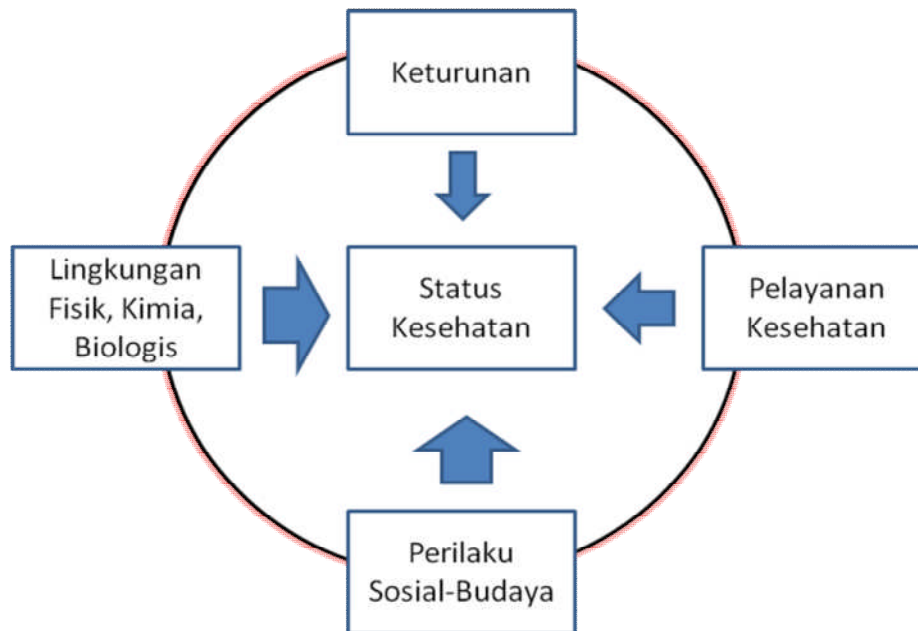 Keturunan
Lingkungan
Fisik, Kimia,
Biologis
Status
Kesehatan
Pelayanan
Kesehatan
Perilaku
Sosial-Budaya